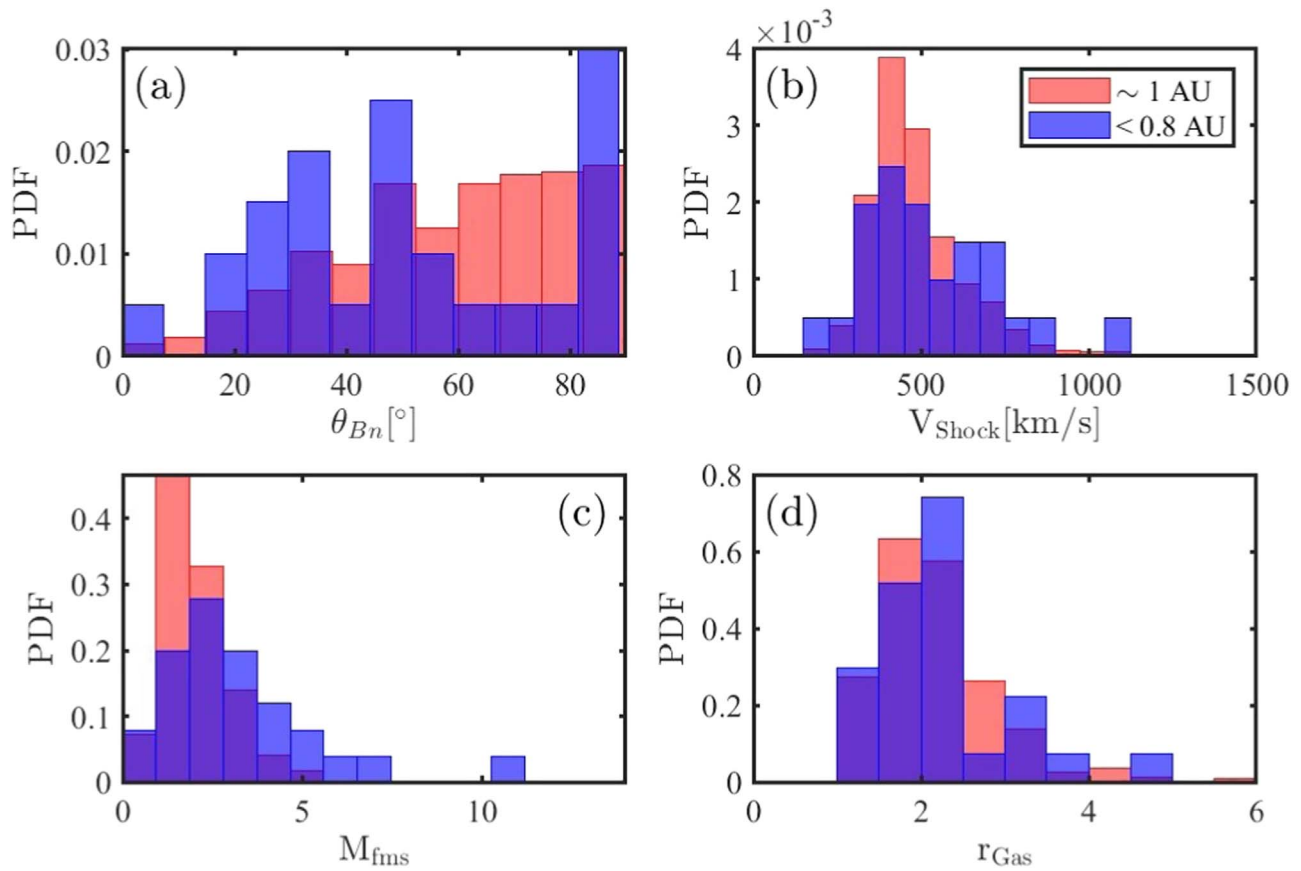 ×10⁻³
0.03
(a)
4
(b)
∼ 1 AU
< 0.8 AU
0.02
3
PDF
PDF
2
0.01
1
0
0
0 20 40 60 80
0 500 1000 1500
θ_Bn[°]
V_Shock[km/s]
(c)
0.8
(d)
0.4
0.6
0.3
PDF
PDF
0.4
0.2
0.1
0.2
0
0
0 5 10
0 2 4 6
M_fms
r_Gas